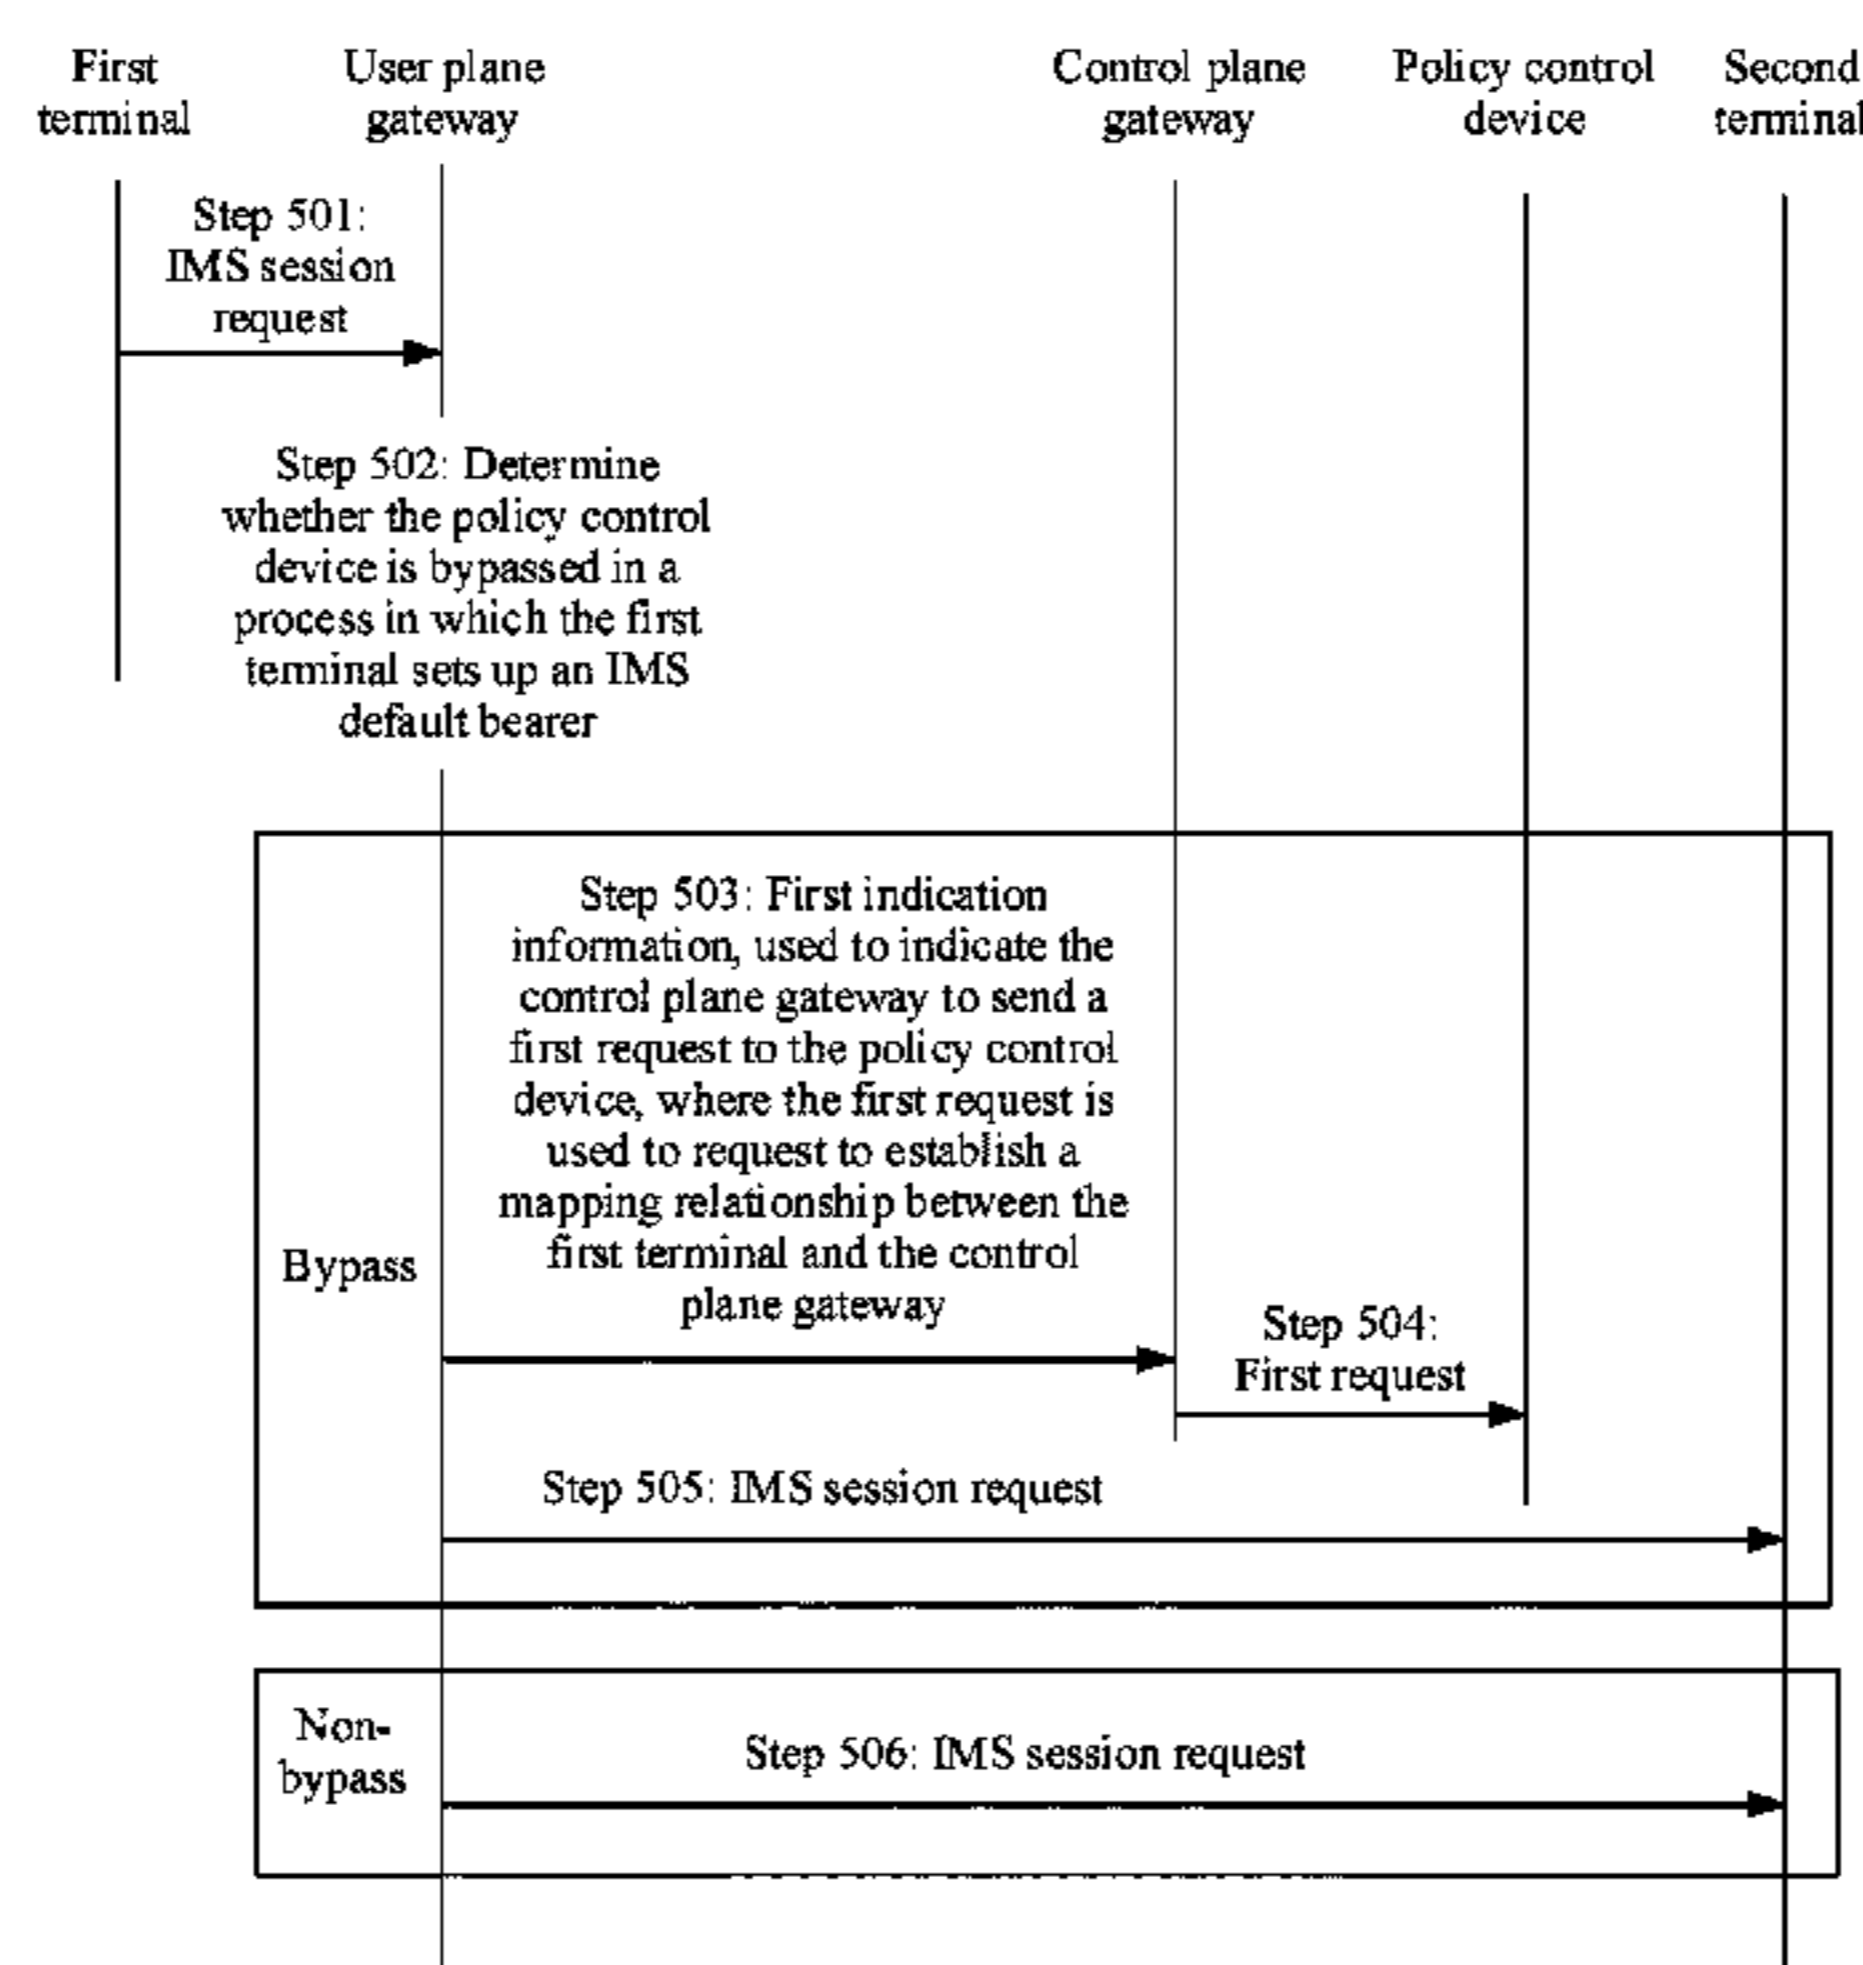 First
terminal
User plane
gateway
Control plane
gateway
Policy control
device
Second
terminal
Step 501:
IMS session
request
Step 502: Determine
whether the policy control
device is bypassed in a
process in which the first
terminal sets up an IMS
default bearer
Step 503: First indication
information, used to indicate the
control plane gateway to send a
first request to the policy control
device, where the first request is
used to request to establish a
mapping relationship between the
first terminal and the control
plane gateway
Bypass
Step 504:
First request
Step 505: IMS session request
Non-
bypass
Step 506: IMS session request